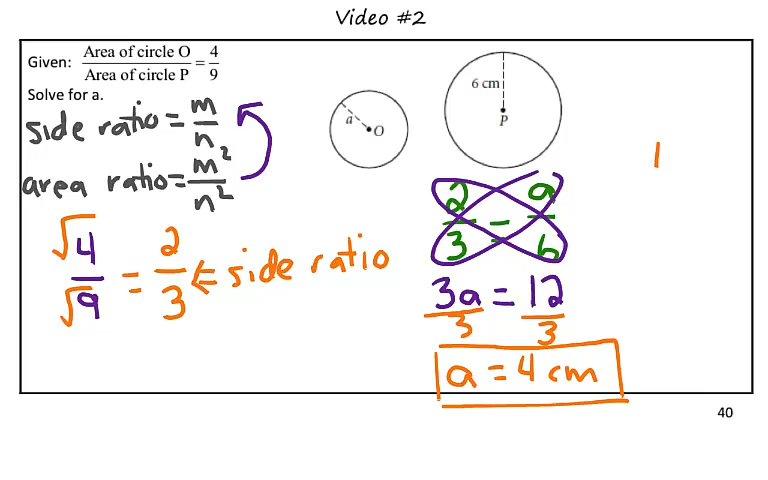 Video #2
Given: Area of circle O / Area of circle P = 4/9
Solve for a.
side ratio = m/n
area ratio = m²/n²
√4/√9 = 2/3 ← side ratio
a O
6 cm
P
2/3 = a/6
3a/3 = 12/3
a = 4 cm
40